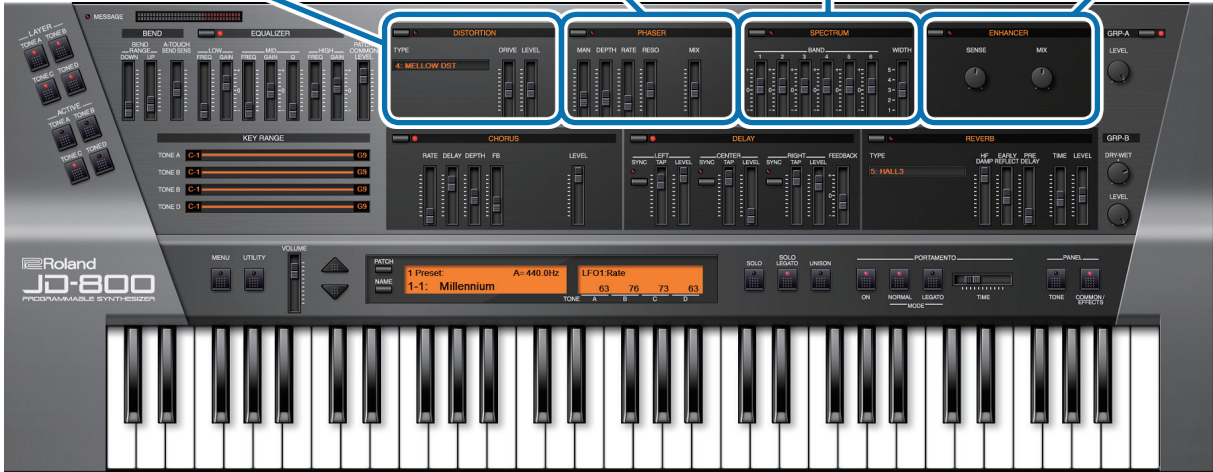 MESSAGE
LAYER
TONE A TONE B
TONE C TONE D
ACTIVE
TONE A TONE B
TONE C TONE D
BEND
BEND RANGE
DOWN UP
A-TOUCH
BEND SENS
EQUALIZER
LOW MID HIGH
FREQ GAIN FREQ GAIN Q FREQ GAIN
PATCH
COMMON
LEVEL
DISTORTION
TYPE DRIVE LEVEL
4: MELLOW DST
PHASER
MAN DEPTH RATE RESO MIX
SPECTRUM
BAND WIDTH
1 2 3 4 5 6
5
4
3
2
1
ENHANCER
SENSE MIX
GRP-A
LEVEL
KEY RANGE
TONE A C-1 G9
TONE B C-1 G9
TONE B C-1 G9
TONE D C-1 G9
CHORUS
RATE DELAY DEPTH FB LEVEL
DELAY
LEFT CENTER RIGHT FEEDBACK
SYNC TAP LEVEL SYNC TAP LEVEL SYNC TAP LEVEL
REVERB
TYPE
5: HALL3
HF DAMP
EARLY REFLECT
PRE DELAY
TIME LEVEL
GRP-B
DRY-WET
LEVEL
Roland
JD-800
PROGRAMMABLE SYNTHESIZER
MENU UTILITY VOLUME
PATCH
NAME
1 Preset: A= 440.0Hz
1-1: Millennium
LFO1:Rate
63 76 73 63
TONE A B C D
SOLO SOLO LEGATO UNISON
PORTAMENTO
ON NORMAL LEGATO TIME
MODE
PANEL
TONE COMMON/
EFFECTS